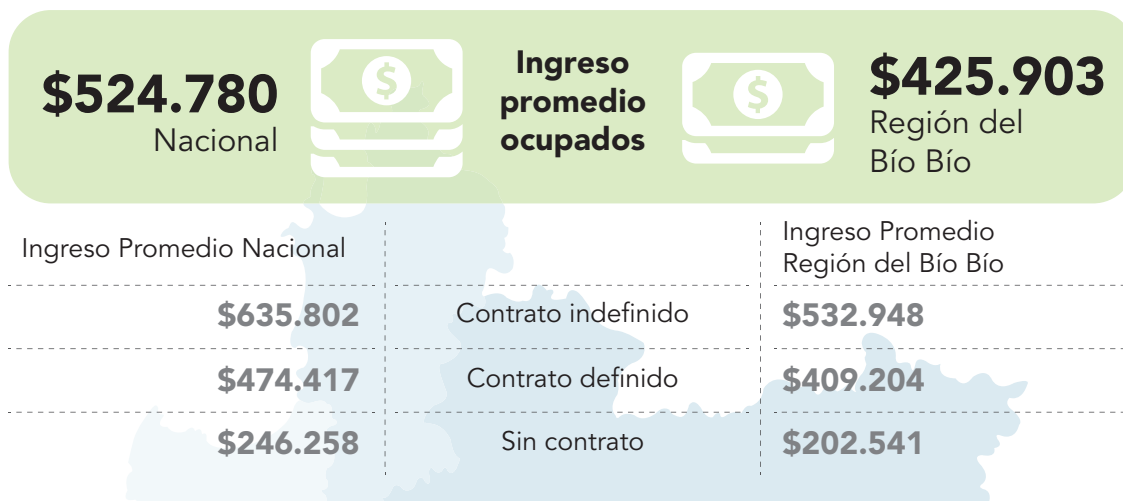 $524.780
Nacional
$
Ingreso
promedio
ocupados
$
$425.903
Región del
Bío Bío
Ingreso Promedio Nacional
Ingreso Promedio
Región del Bío Bío
$635.802 Contrato indefinido $532.948
$474.417 Contrato definido $409.204
$246.258 Sin contrato $202.541